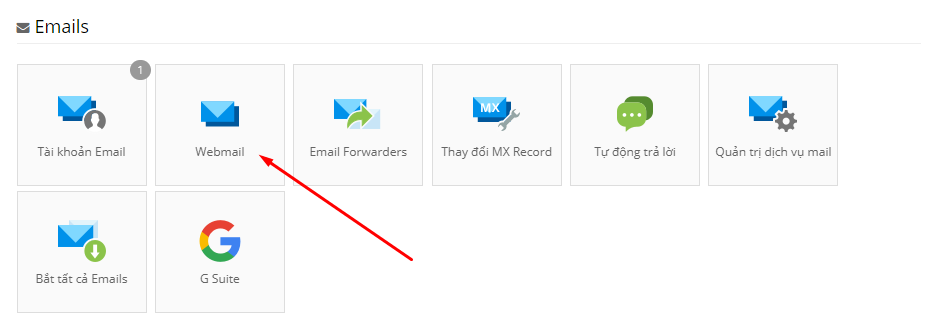 Emails
1
Tài khoản Email
Webmail
Email Forwarders
MX
Thay đổi MX Record
Tự động trả lời
Quản trị dịch vụ mail
Bắt tất cả Emails
G Suite